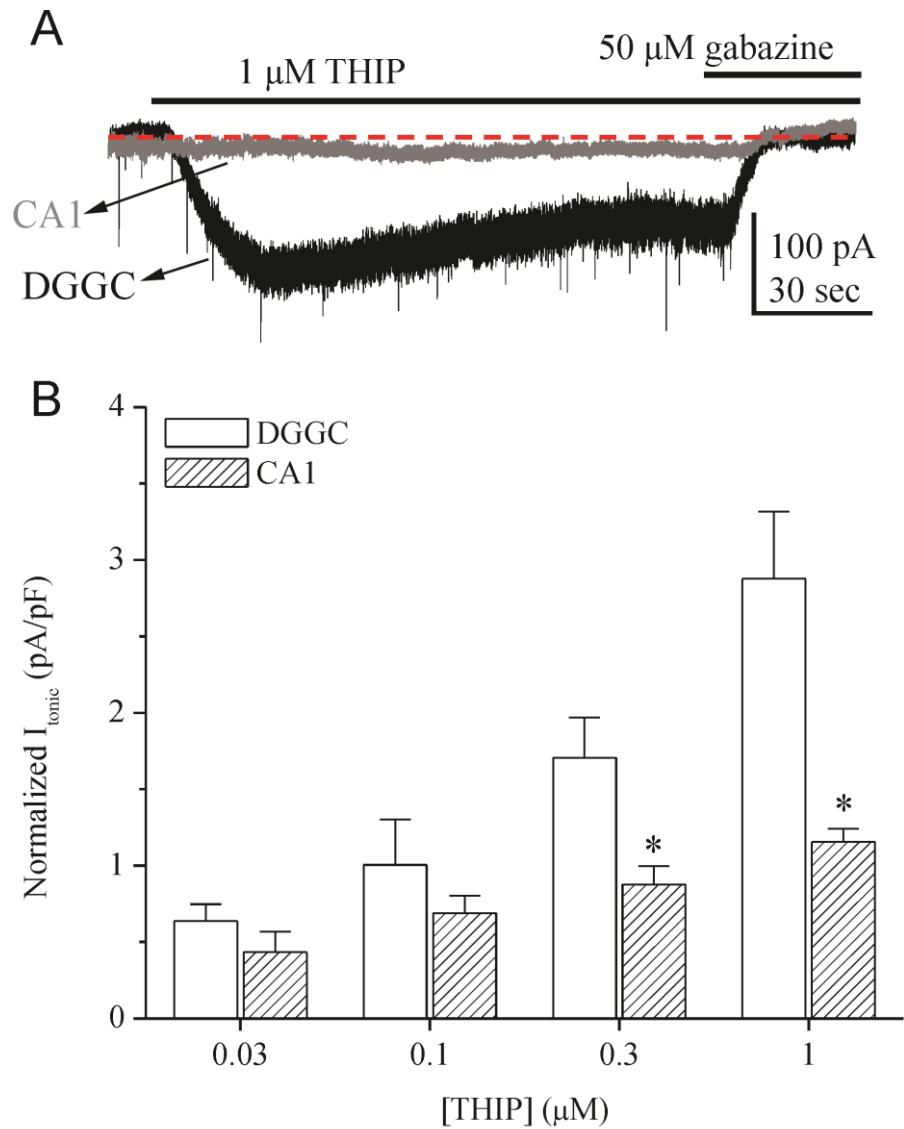 A
50 μM gabazine
1 μM THIP
CA1
DGGC
100 pA
30 sec
B
4
DGGC
CA1
3
2
1
0
*
*
Normalized I_tonic (pA/pF)
0.03 0.1 0.3 1
[THIP] (μM)